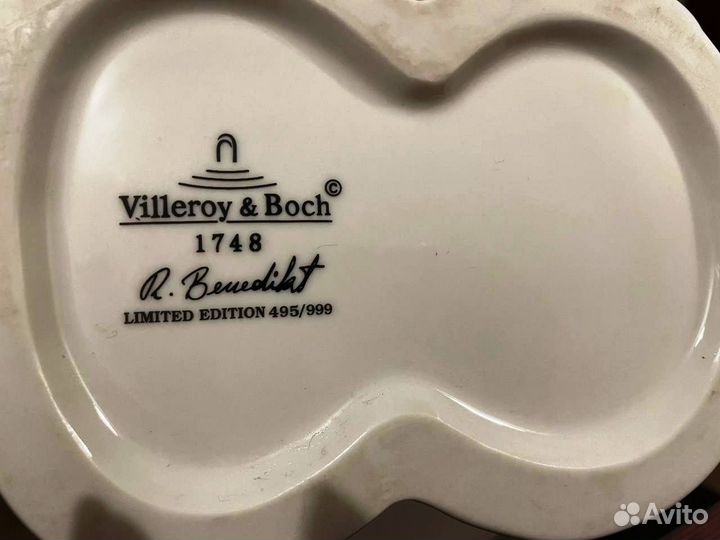 Villeroy & Boch ©
1748
R. Benedikt
LIMITED EDITION 495/999
Avito